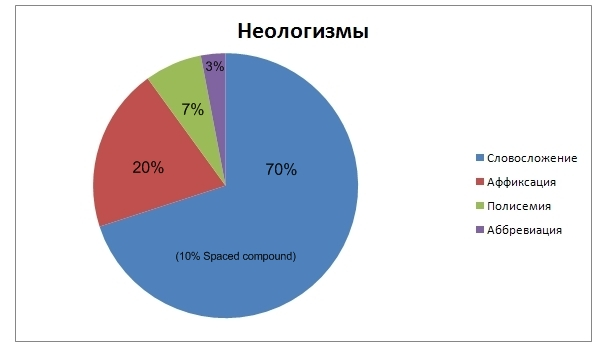 Неологизмы
3%
7%
20%
70%
(10% Spaced compound)
Словосложение
Аффиксация
Полисемия
Аббревиация